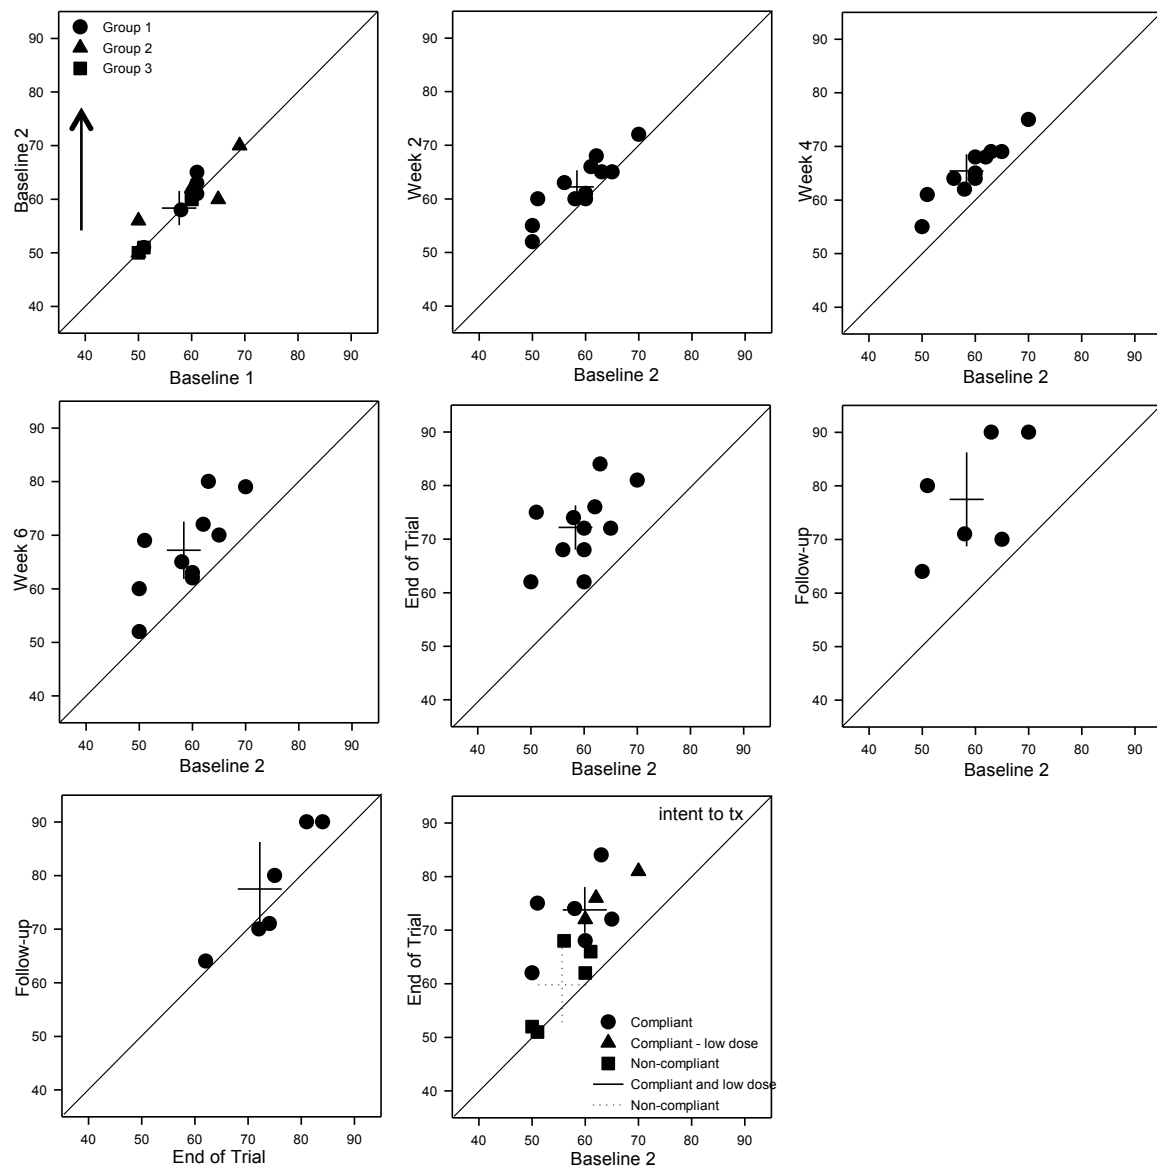 Group 1
Group 2
Group 3
Baseline 2
90
80
70
60
50
40
40 50 60 70 80 90
Baseline 1
Week 2
90
80
70
60
50
40
40 50 60 70 80 90
Baseline 2
Week 4
90
80
70
60
50
40
40 50 60 70 80 90
Baseline 2
Week 6
90
80
70
60
50
40
40 50 60 70 80 90
Baseline 2
End of Trial
90
80
70
60
50
40
40 50 60 70 80 90
Baseline 2
Follow-up
90
80
70
60
50
40
40 50 60 70 80 90
Baseline 2
Follow-up
90
80
70
60
50
40
40 50 60 70 80 90
End of Trial
intent to tx
End of Trial
90
80
70
60
50
40
Compliant
Compliant - low dose
Non-compliant
Compliant and low dose
Non-compliant
40 50 60 70 80 90
Baseline 2